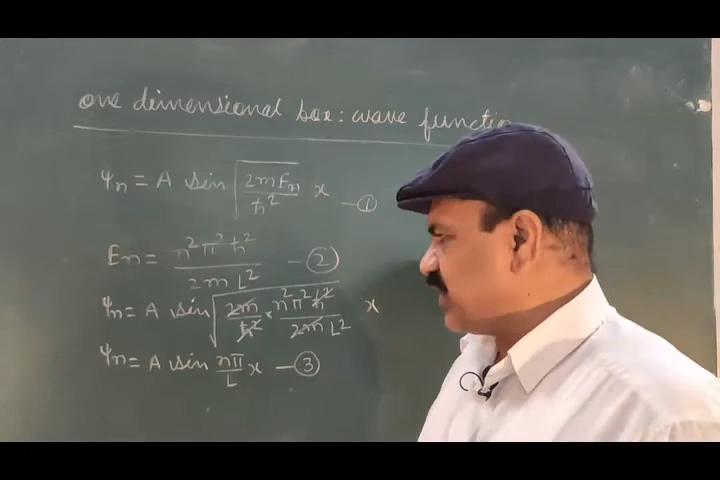 one dimensional box: wave function
ψn = A sin √(2mEn/ħ²) x —①
En = n²π²ħ²/2mL² —②
ψn = A sin √(2m/ħ² × n²π²ħ²/2mL²) x
ψn = A sin nπ/L x —③